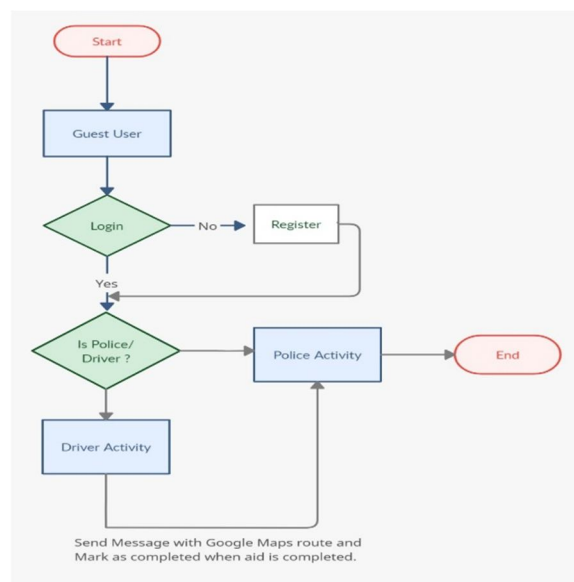 Start
Guest User
Login
No
Register
Yes
Is Police/
Driver ?
Police Activity
End
Driver Activity
Send Message with Google Maps route and
Mark as completed when aid is completed.